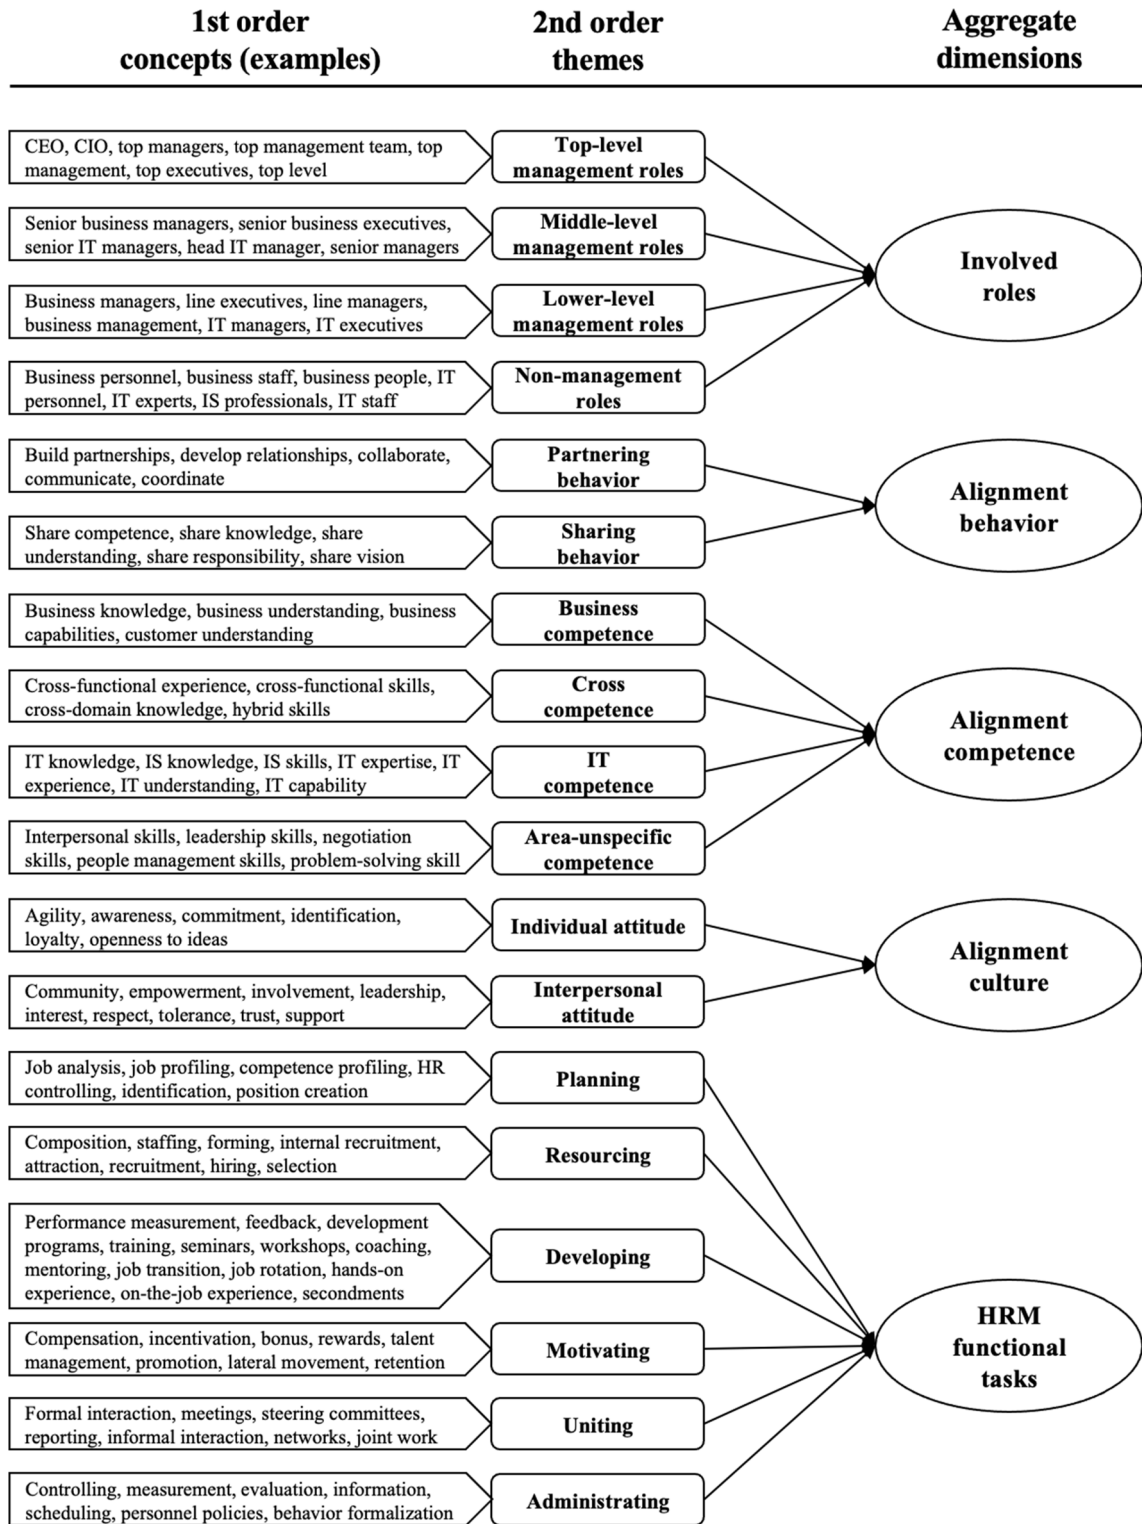 1st order
concepts (examples)
2nd order
themes
Aggregate
dimensions
CEO, CIO, top managers, top management team, top
management, top executives, top level
Top-level
management roles
Senior business managers, senior business executives,
senior IT managers, head IT manager, senior managers
Middle-level
management roles
Business managers, line executives, line managers,
business management, IT managers, IT executives
Lower-level
management roles
Business personnel, business staff, business people, IT
personnel, IT experts, IS professionals, IT staff
Non-management
roles
Involved
roles
Build partnerships, develop relationships, collaborate,
communicate, coordinate
Partnering
behavior
Share competence, share knowledge, share
understanding, share responsibility, share vision
Sharing
behavior
Alignment
behavior
Business knowledge, business understanding, business
capabilities, customer understanding
Business
competence
Cross-functional experience, cross-functional skills,
cross-domain knowledge, hybrid skills
Cross
competence
IT knowledge, IS knowledge, IS skills, IT expertise, IT
experience, IT understanding, IT capability
IT
competence
Interpersonal skills, leadership skills, negotiation
skills, people management skills, problem-solving skill
Area-unspecific
competence
Alignment
competence
Agility, awareness, commitment, identification,
loyalty, openness to ideas
Individual attitude
Community, empowerment, involvement, leadership,
interest, respect, tolerance, trust, support
Interpersonal
attitude
Alignment
culture
Job analysis, job profiling, competence profiling, HR
controlling, identification, position creation
Planning
Composition, staffing, forming, internal recruitment,
attraction, recruitment, hiring, selection
Resourcing
Performance measurement, feedback, development
programs, training, seminars, workshops, coaching,
mentoring, job transition, job rotation, hands-on
experience, on-the-job experience, secondments
Developing
Compensation, incentivation, bonus, rewards, talent
management, promotion, lateral movement, retention
Motivating
Formal interaction, meetings, steering committees,
reporting, informal interaction, networks, joint work
Uniting
Controlling, measurement, evaluation, information,
scheduling, personnel policies, behavior formalization
Administrating
HRM
functional
tasks